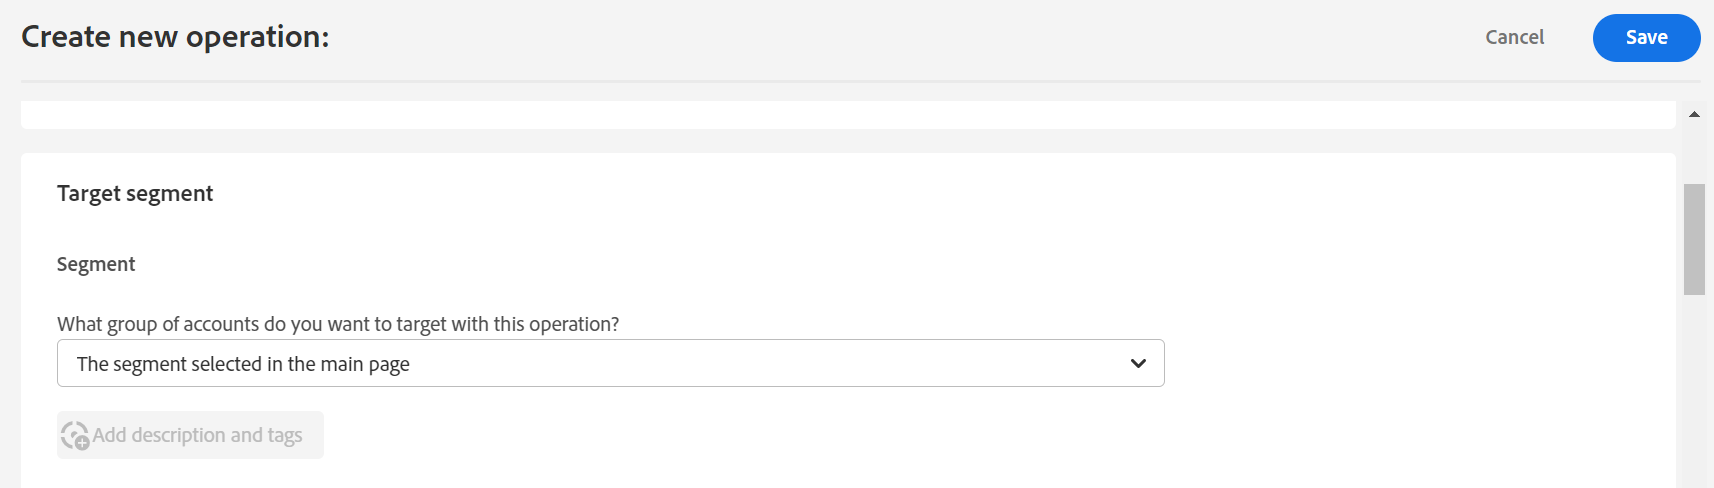 Create new operation:
Cancel
Save
Target segment
Segment
What group of accounts do you want to target with this operation?
The segment selected in the main page
Add description and tags